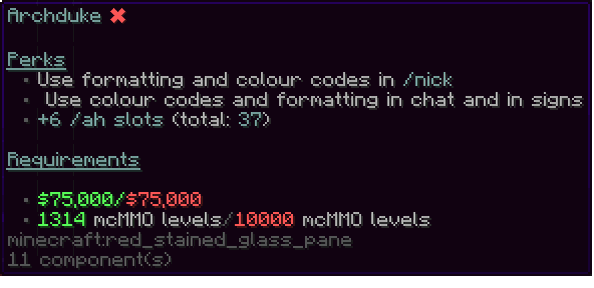 Archduke ✖
Perks
• Use formatting and colour codes in /nick
• Use colour codes and formatting in chat and in signs
• +6 /ah slots (total: 37)
Requirements
• $75,000/$75,000
• 1314 mcMMO levels/10000 mcMMO levels
minecraft:red_stained_glass_pane
11 component(s)